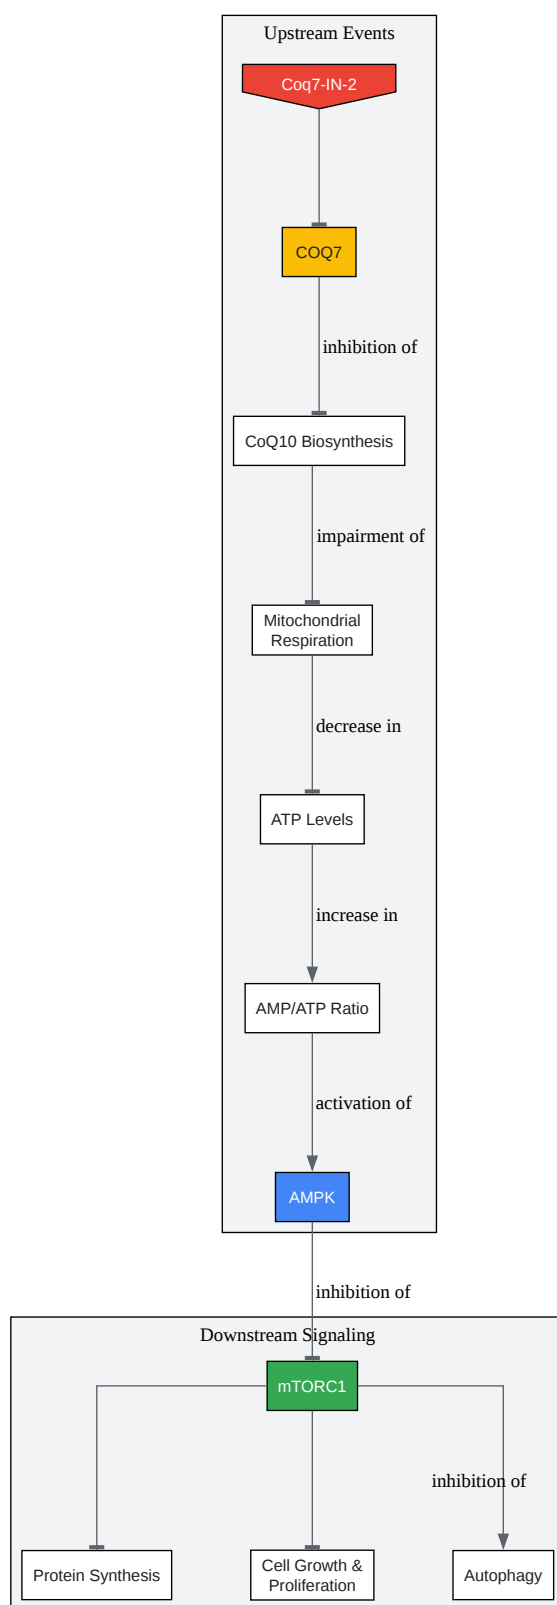 Upstream Events
Coq7-IN-2
COQ7
inhibition of
CoQ10 Biosynthesis
impairment of
Mitochondrial
Respiration
decrease in
ATP Levels
increase in
AMP/ATP Ratio
activation of
AMPK
inhibition of
Downstream Signaling
mTORC1
inhibition of
Protein Synthesis
Cell Growth &
Proliferation
Autophagy